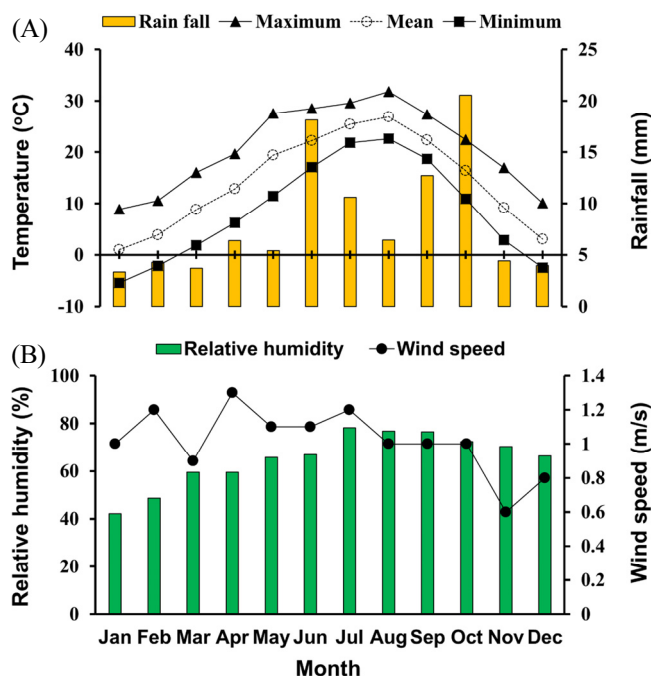 (A)
Rain fall Maximum Mean Minimum
Temperature (°C)
40
30
20
10
0
-10
Rainfall (mm)
25
20
15
10
5
0
(B)
Relative humidity Wind speed
Relative humidity (%)
100
80
60
40
20
0
Wind speed (m/s)
1.4
1.2
1
0.8
0.6
0.4
0.2
0
Jan Feb Mar Apr May Jun Jul Aug Sep Oct Nov Dec
Month